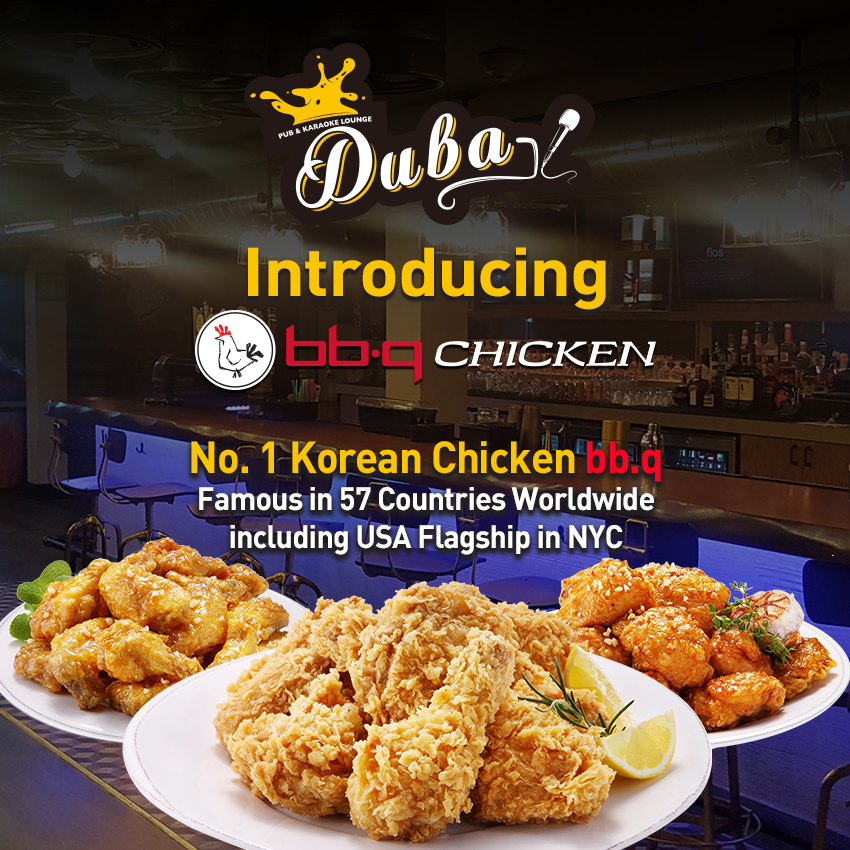 PUB & KARAOKE LOUNGE
Duba
Introducing
bb.q CHICKEN
No. 1 Korean Chicken bb.q
Famous in 57 Countries Worldwide
including USA Flagship in NYC
fios